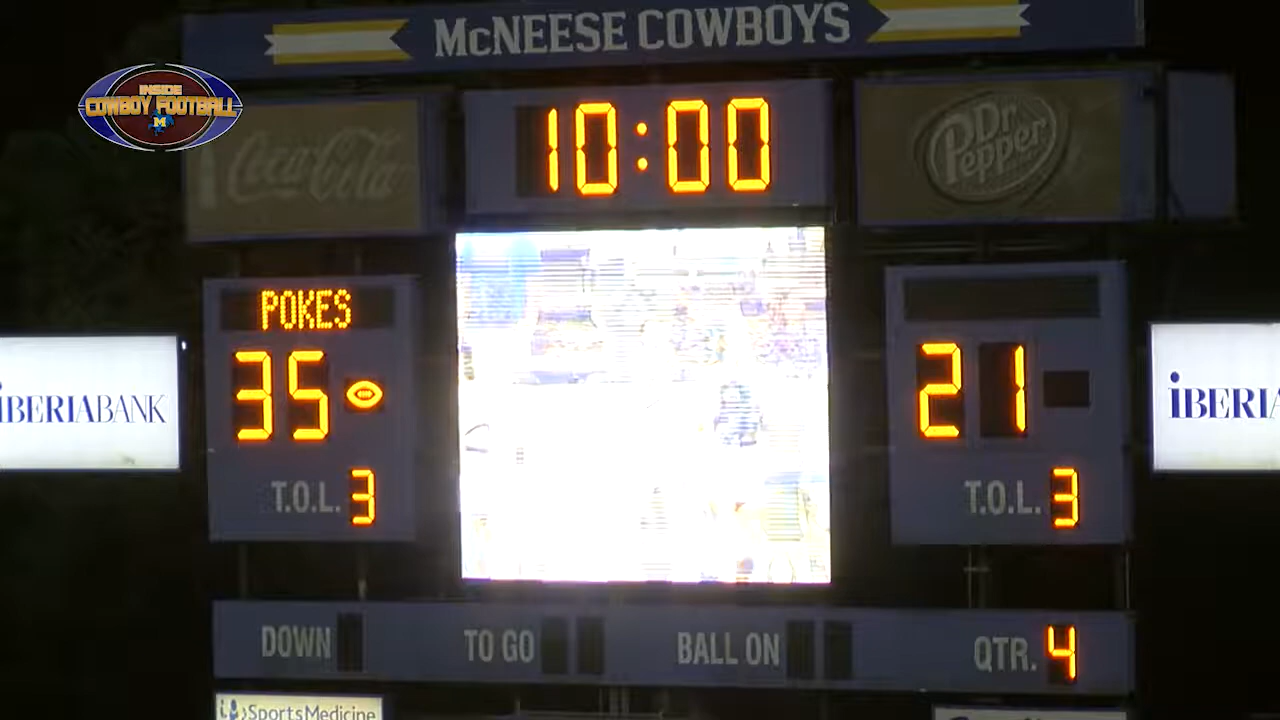 McNEESE COWBOYS
INSIDE
COWBOY FOOTBALL
M
Coca-Cola
10:00
Dr
Pepper
POKES
35
21
T.O.L. 3
T.O.L. 3
iBERIABANK
iBERIA
DOWN
TO GO
BALL ON
QTR. 4
SportsMedicine